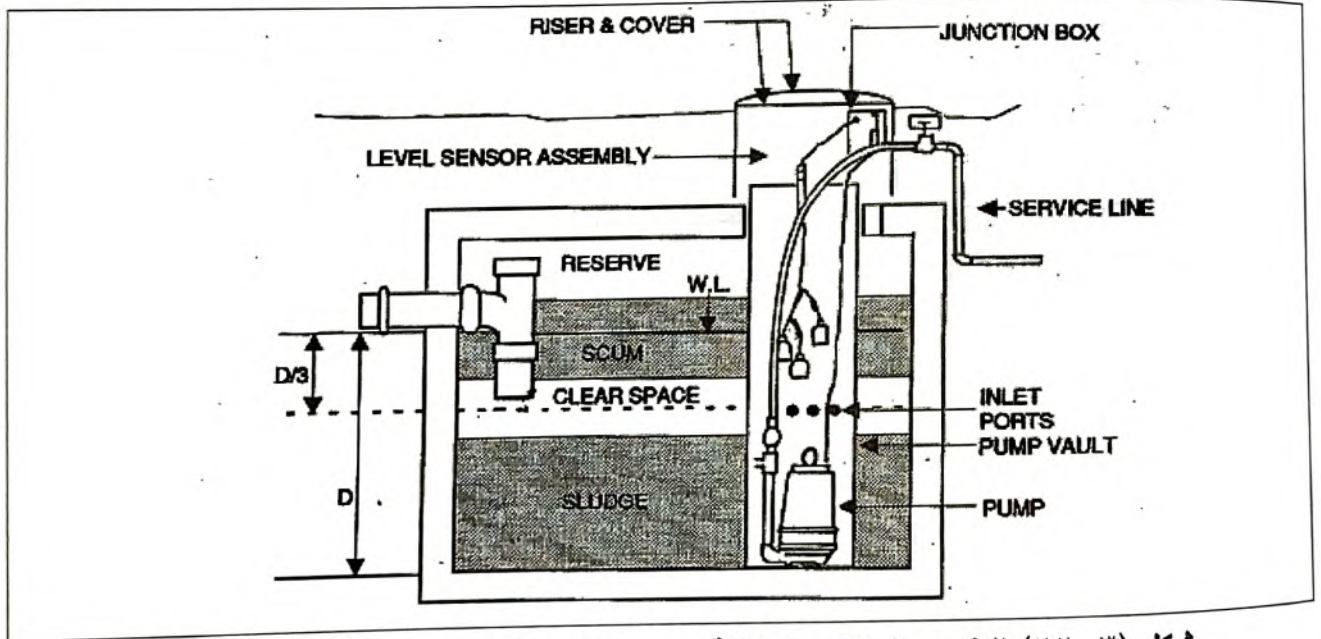 RISER & COVER
JUNCTION BOX
LEVEL SENSOR ASSEMBLY
SERVICE LINE
RESERVE
W.L.
SCUM
D/3
CLEAR SPACE
INLET
PORTS
PUMP VAULT
D
SLUDGE
PUMP